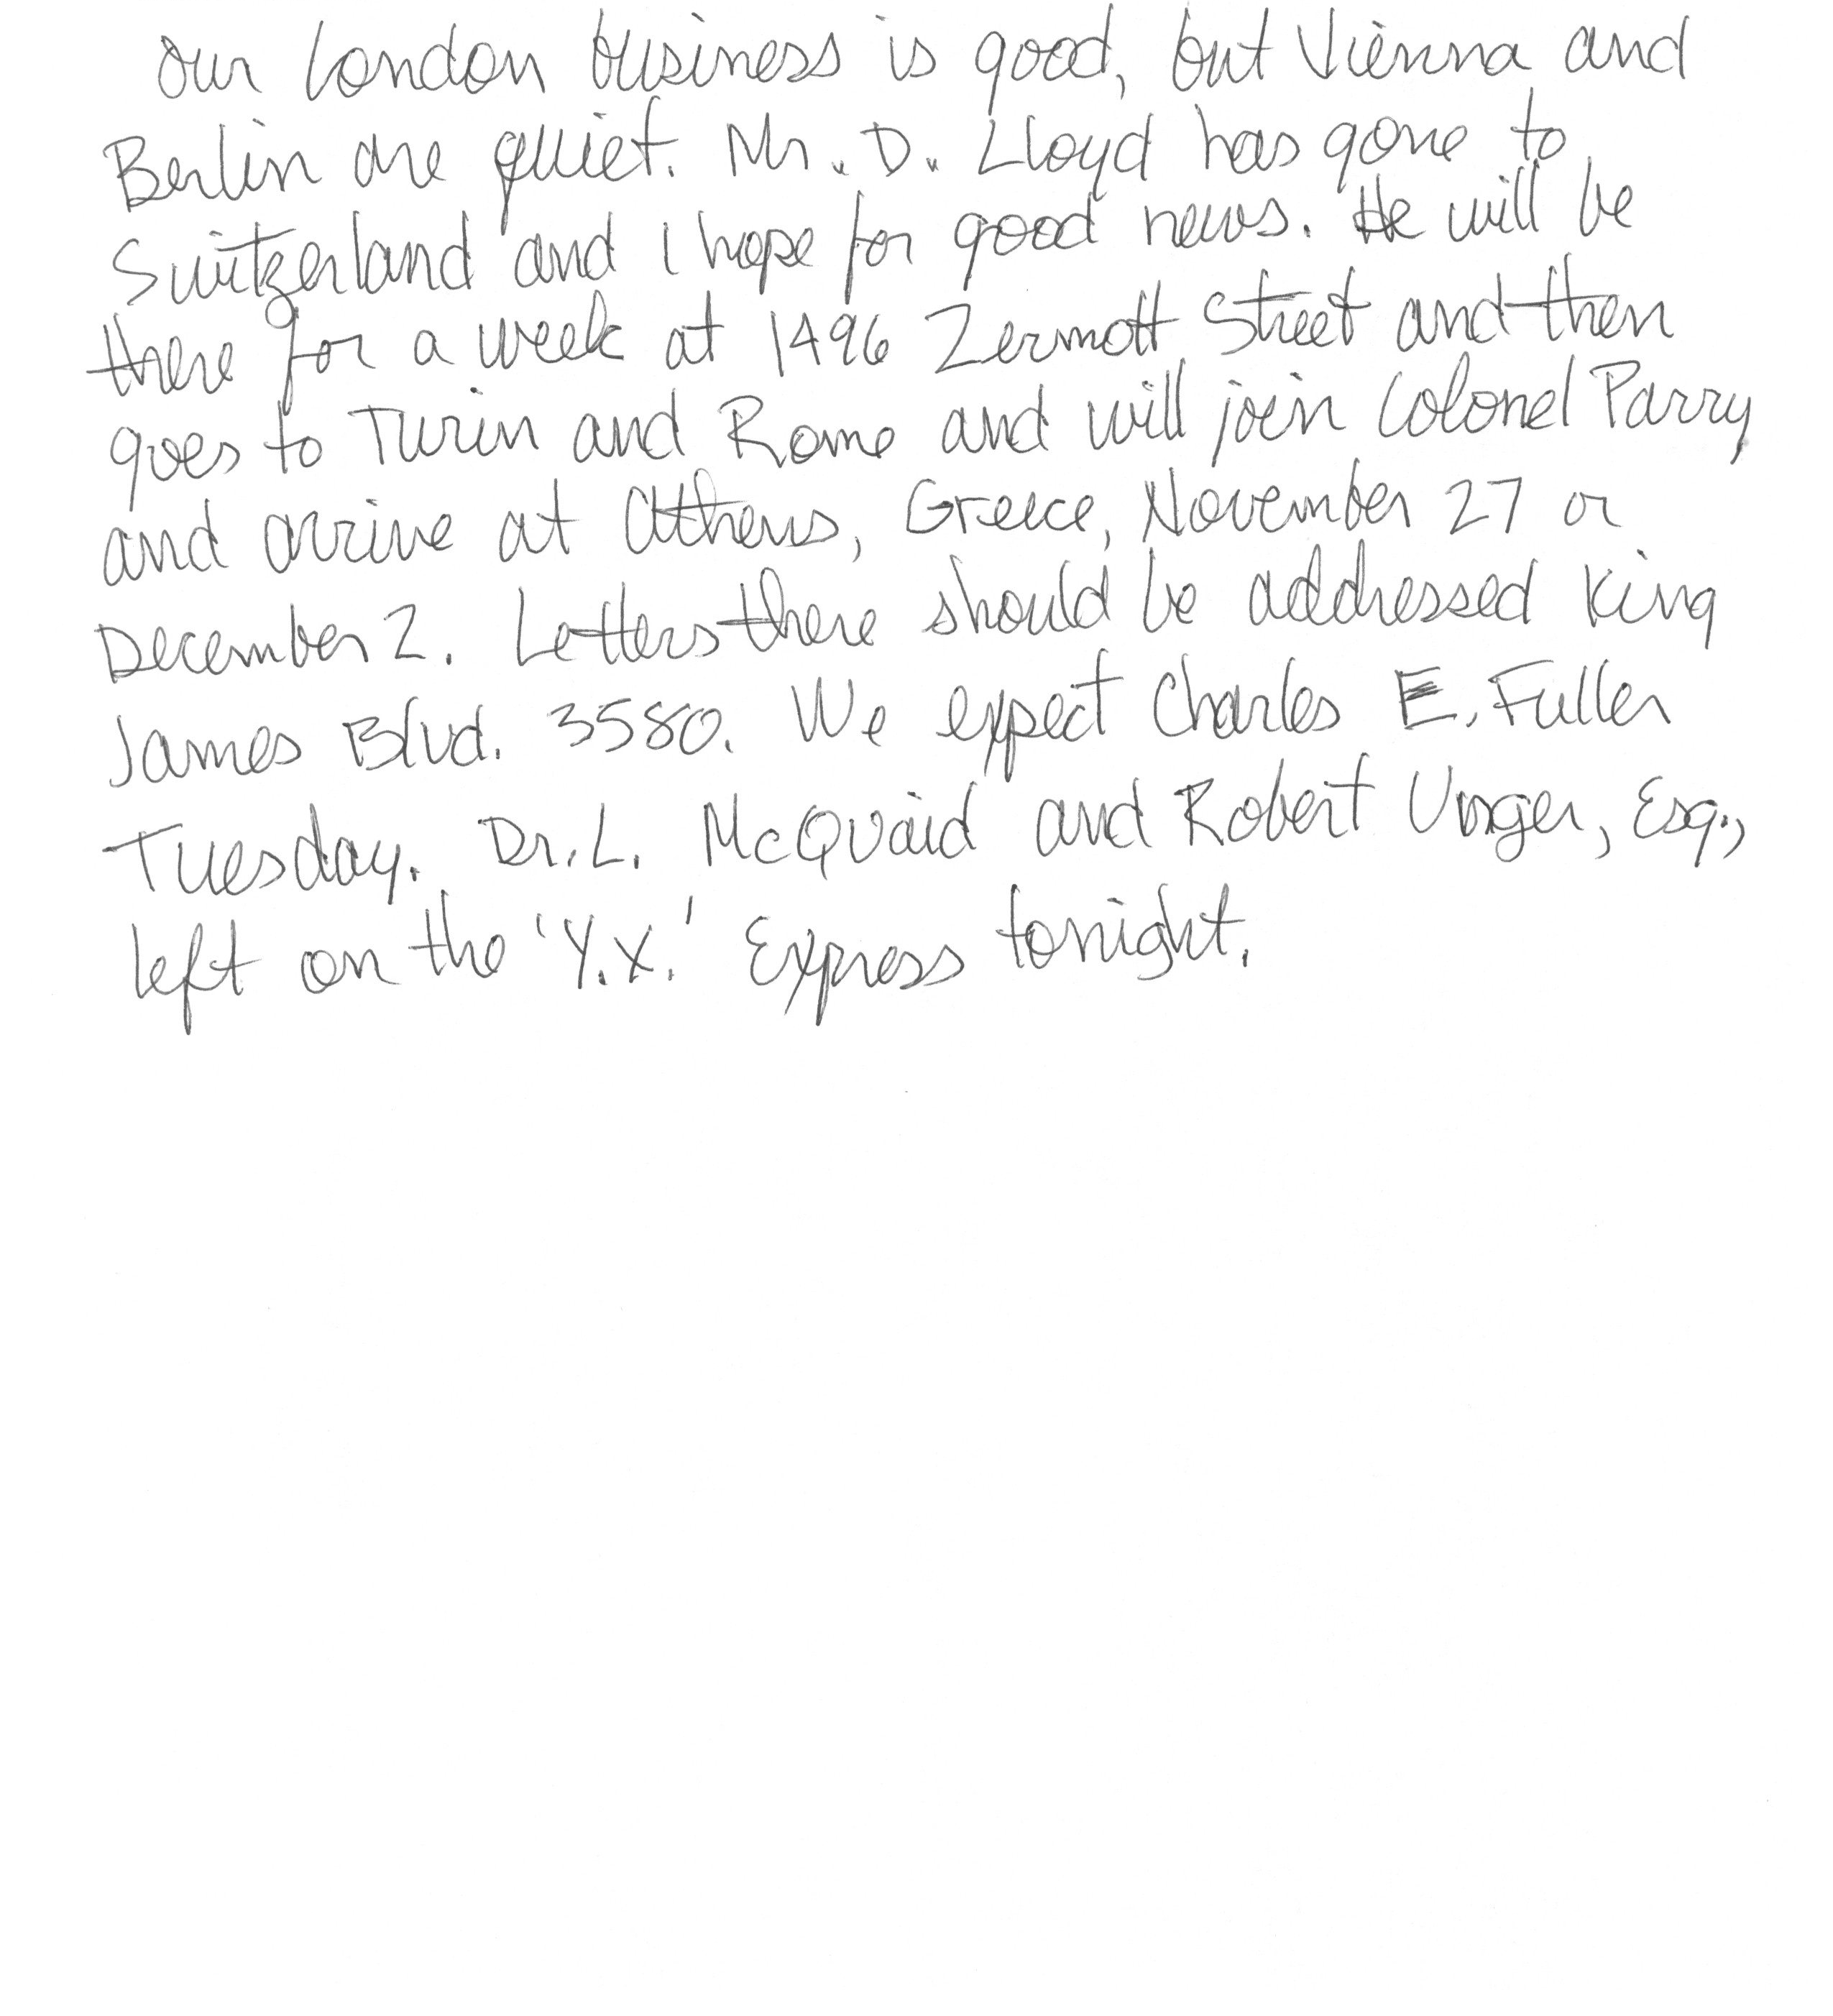 Our London business is good, but Vienna and
Berlin are quiet. Mr. D. Lloyd has gone to
Switzerland and I hope for good news. He will be
there for a week at 1496 Zermott Street and then
goes to Turin and Rome and will join Colonel Parry
and arrive at Athens, Greece, November 27 or
December 2. Letters there should be addressed King
James Blvd. 3580. We expect Charles E. Fuller
Tuesday. Dr. L. McQuaid and Robert Unger, Esq.,
left on the 'Y.X.' Express tonight.